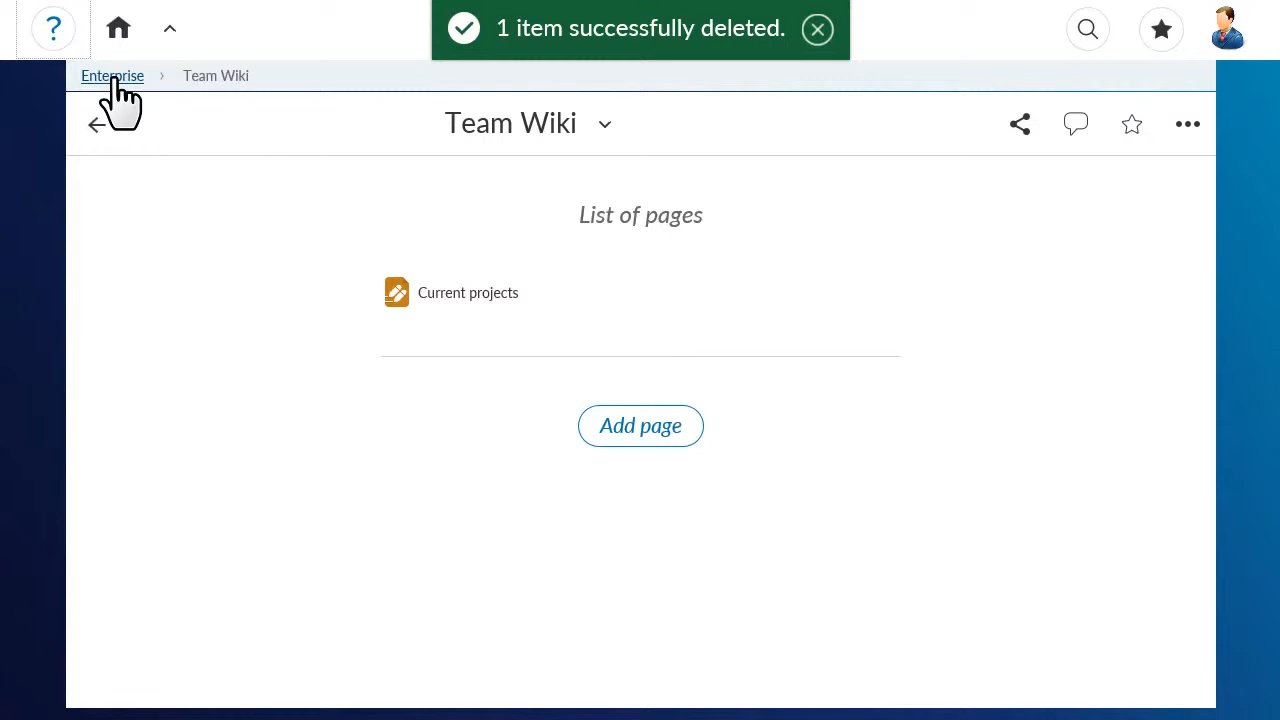 ?
1 item successfully deleted.
Enterprise › Team Wiki
Team Wiki
List of pages
Current projects
Add page